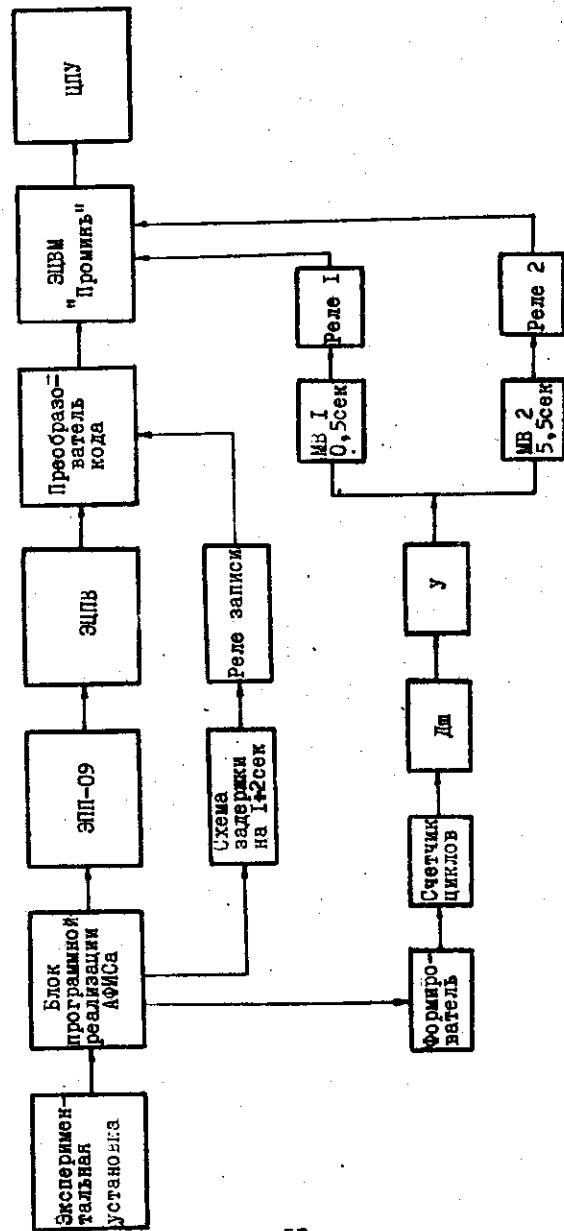 Эксперимен-
тальная
установка
Блок
программной
реализации
АФИСа
ЭПП-09
ЭЦПВ
Преобразо-
ватель
кода
ЭЦВМ
"Проминь"
ЦПУ
Схема
задержки
на 1÷2сек
Реле записи
Формиро-
ватель
Счетчик
циклов
Дш
У
МВ I
0,5сек
Реле I
МВ 2
5,5сек
Реле 2